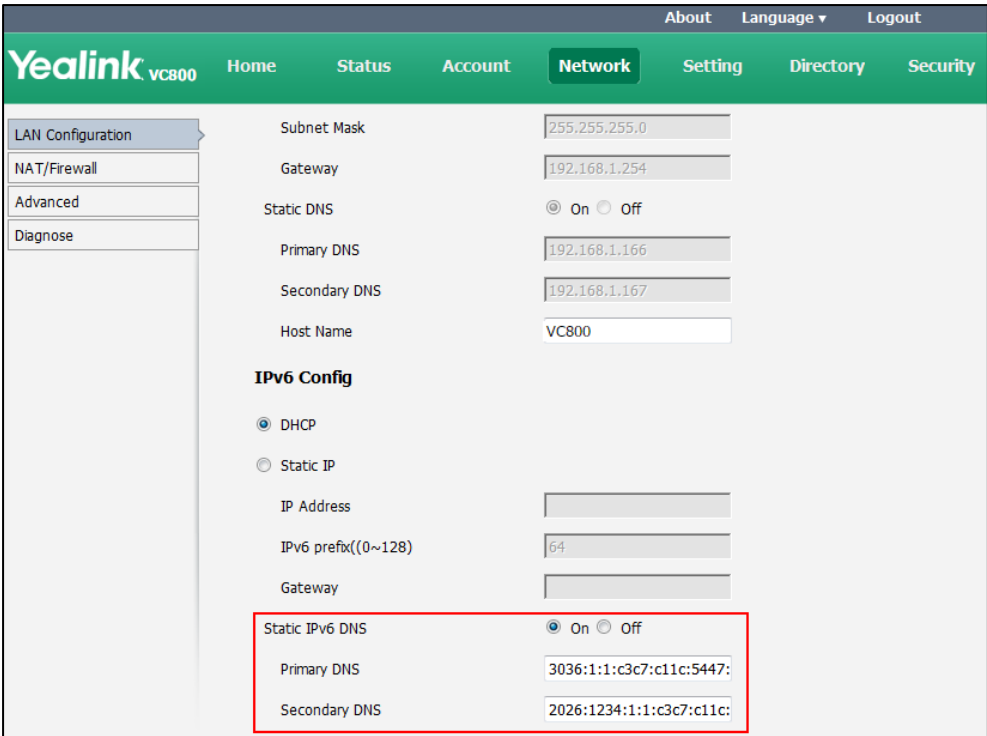 About Language ▾ Logout
Yealink VC800 Home Status Account Network Setting Directory Security
LAN Configuration
NAT/Firewall
Advanced
Diagnose
Subnet Mask 255.255.255.0
Gateway 192.168.1.254
Static DNS On Off
Primary DNS 192.168.1.166
Secondary DNS 192.168.1.167
Host Name VC800
IPv6 Config
DHCP
Static IP
IP Address
IPv6 prefix((0~128) 64
Gateway
Static IPv6 DNS On Off
Primary DNS 3036:1:1:c3c7:c11c:5447:
Secondary DNS 2026:1234:1:1:c3c7:c11c: